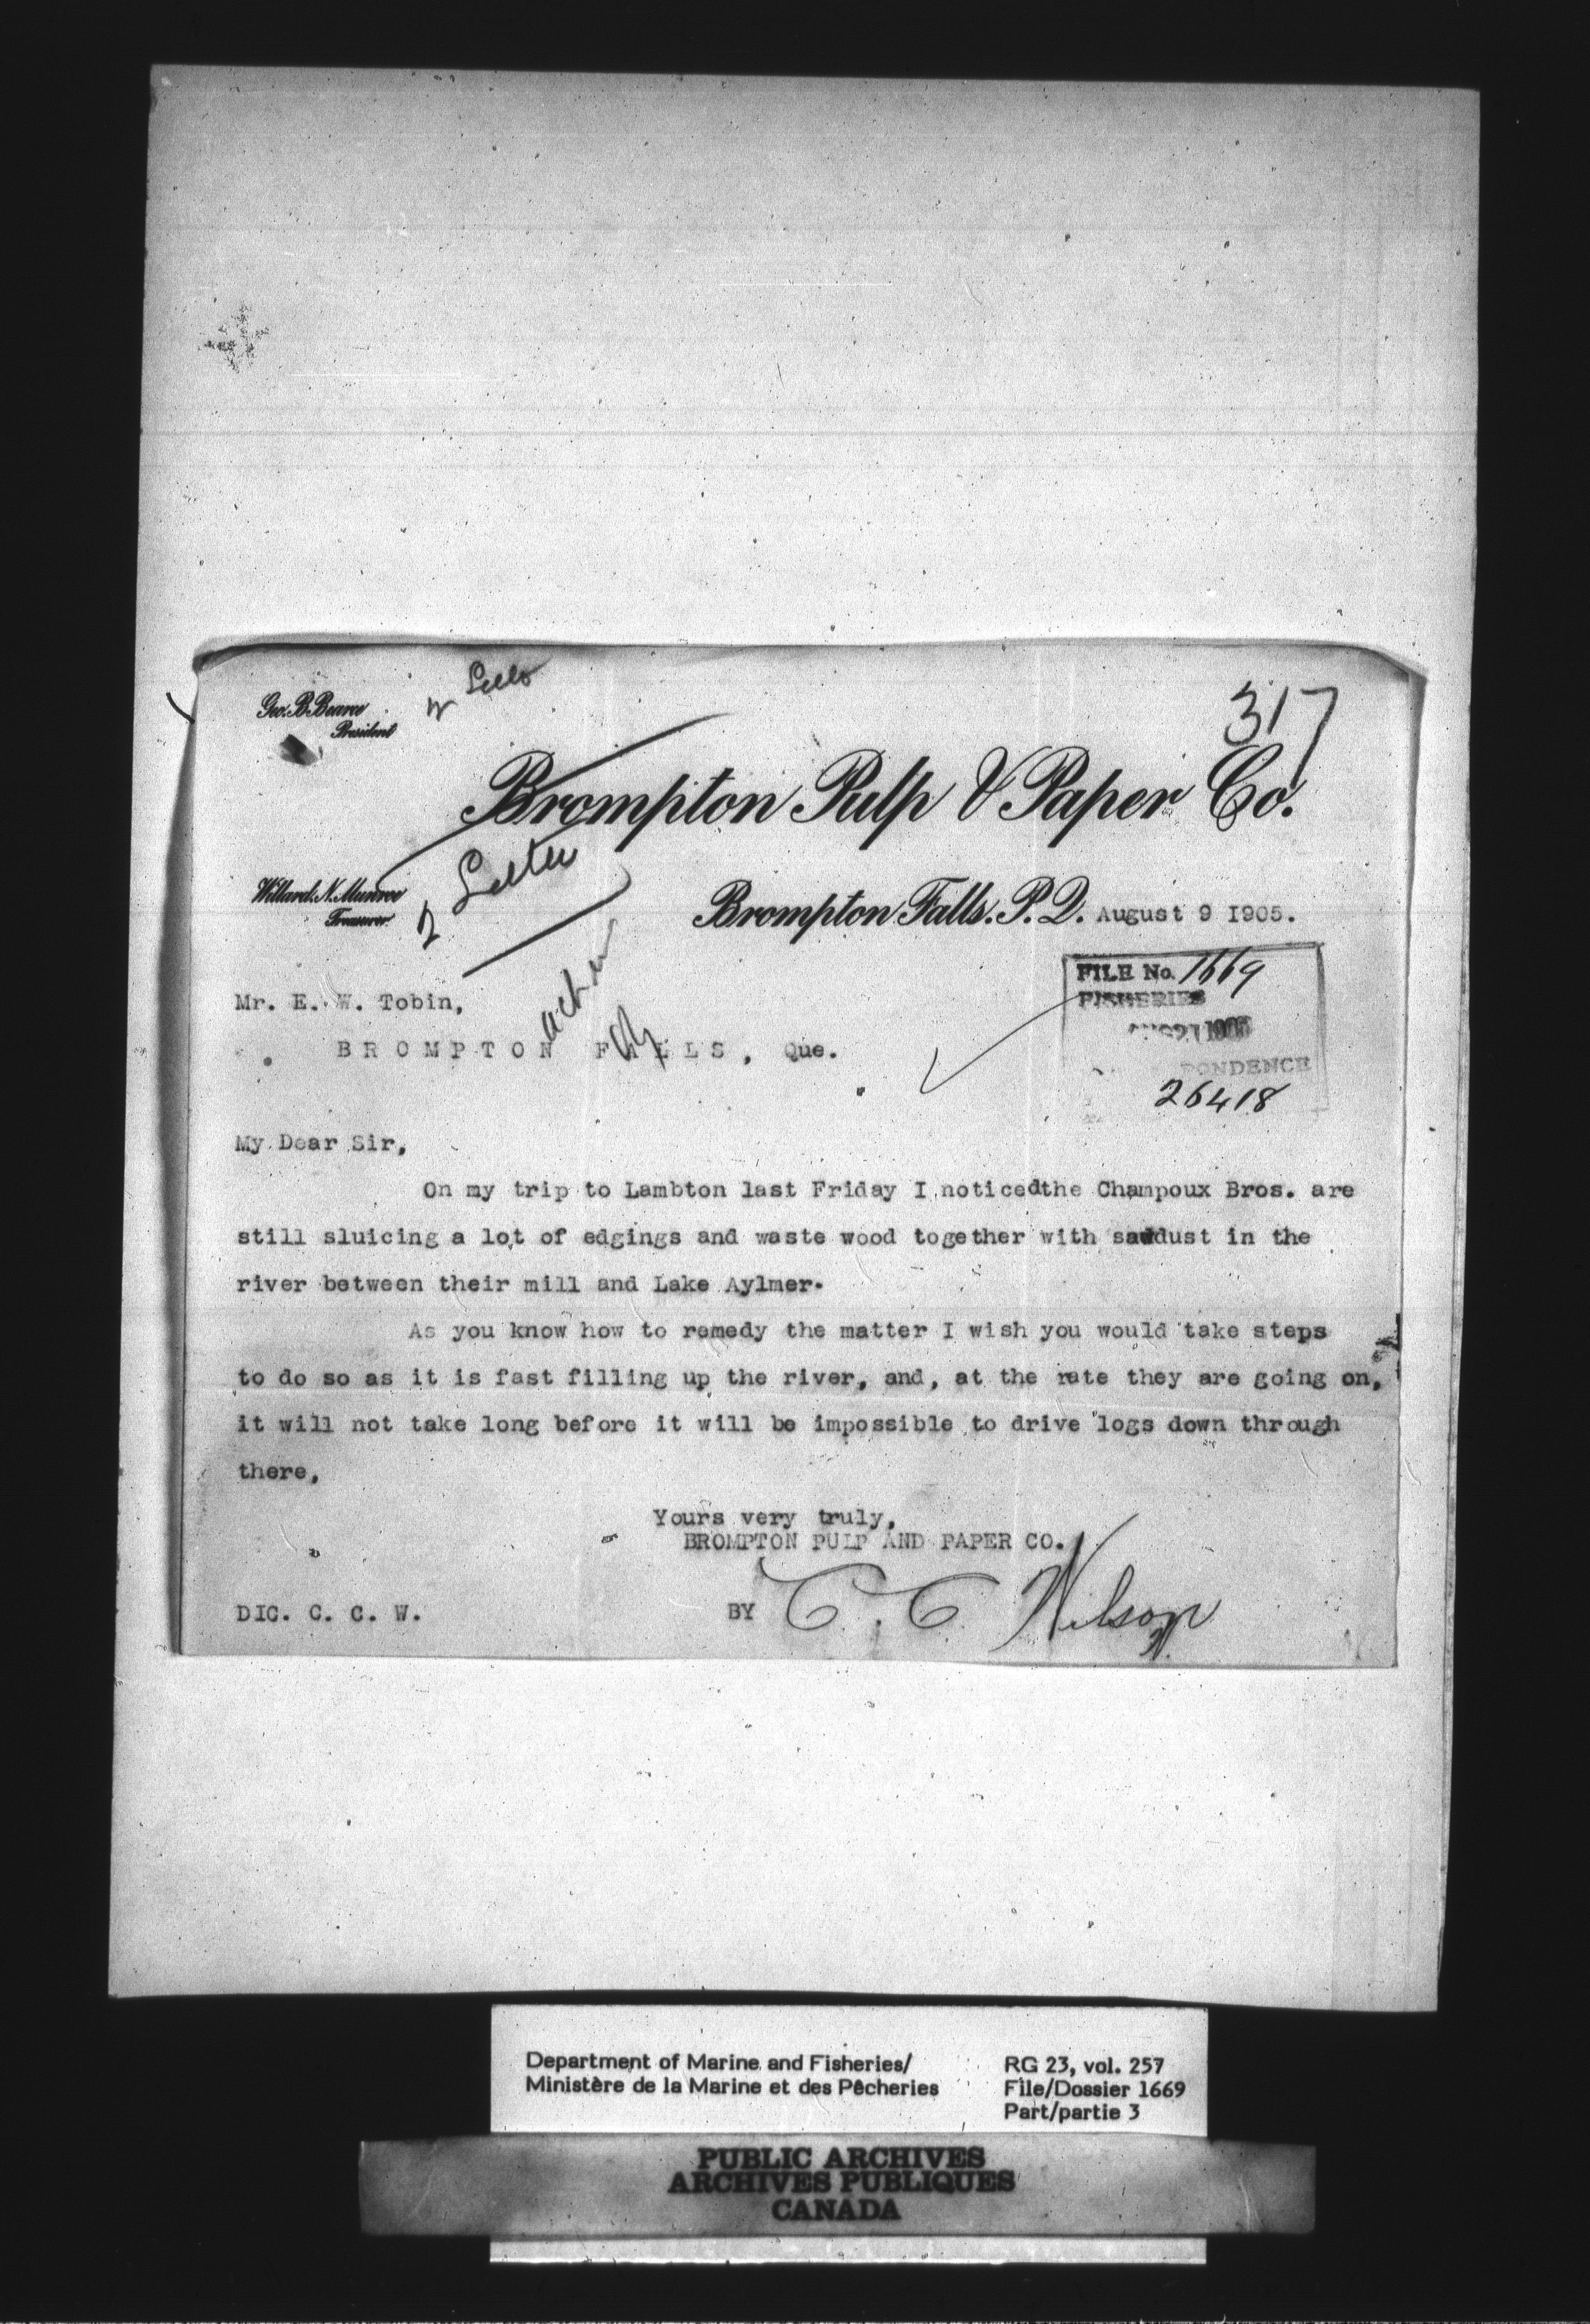 317
Geo. B. Bearce
President
Brompton Pulp & Paper Co.
Letter
Willard N. Munroe
Treasurer
Brompton Falls. P. Q. August 9 1905.
FILE No. 1669
FISHERIES
26418
Mr. E. W. Tobin,
BROMPTON FALLS, Que.
My Dear Sir,
On my trip to Lambton last Friday I noticedthe Champoux Bros. are
still sluicing a lot of edgings and waste wood together with sawdust in the
river between their mill and Lake Aylmer.
As you know how to remedy the matter I wish you would take steps
to do so as it is fast filling up the river, and, at the rate they are going on,
it will not take long before it will be impossible to drive logs down through
there,
Yours very truly,
BROMPTON PULP AND PAPER CO.
DIC. C. C. W.
BY C. C. Wilson
Department of Marine and Fisheries/
Ministère de la Marine et des Pêcheries
RG 23, vol. 257
File/Dossier 1669
Part/partie 3
PUBLIC ARCHIVES
ARCHIVES PUBLIQUES
CANADA